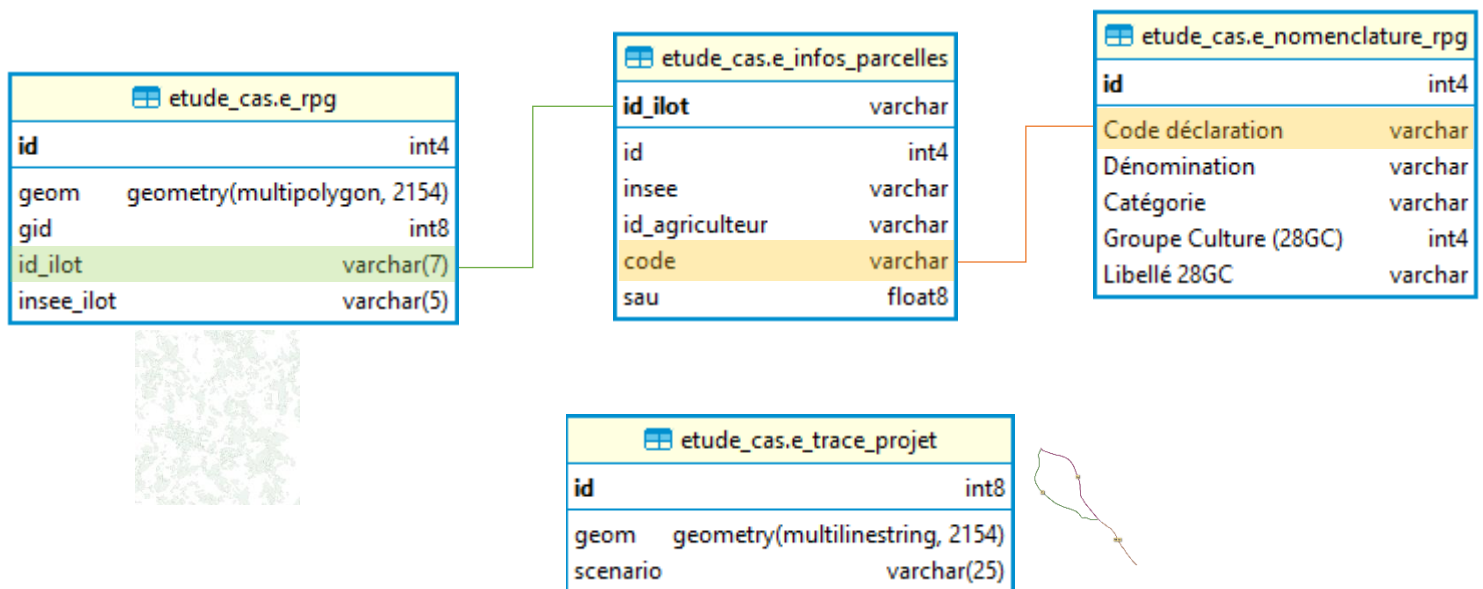 etude_cas.e_rpg
id int4
geom geometry(multipolygon, 2154)
gid int8
id_ilot varchar(7)
insee_ilot varchar(5)
etude_cas.e_infos_parcelles
id_ilot varchar
id int4
insee varchar
id_agriculteur varchar
code varchar
sau float8
etude_cas.e_nomenclature_rpg
id int4
Code déclaration varchar
Dénomination varchar
Catégorie varchar
Groupe Culture (28GC) int4
Libellé 28GC varchar
etude_cas.e_trace_projet
id int8
geom geometry(multilinestring, 2154)
scenario varchar(25)